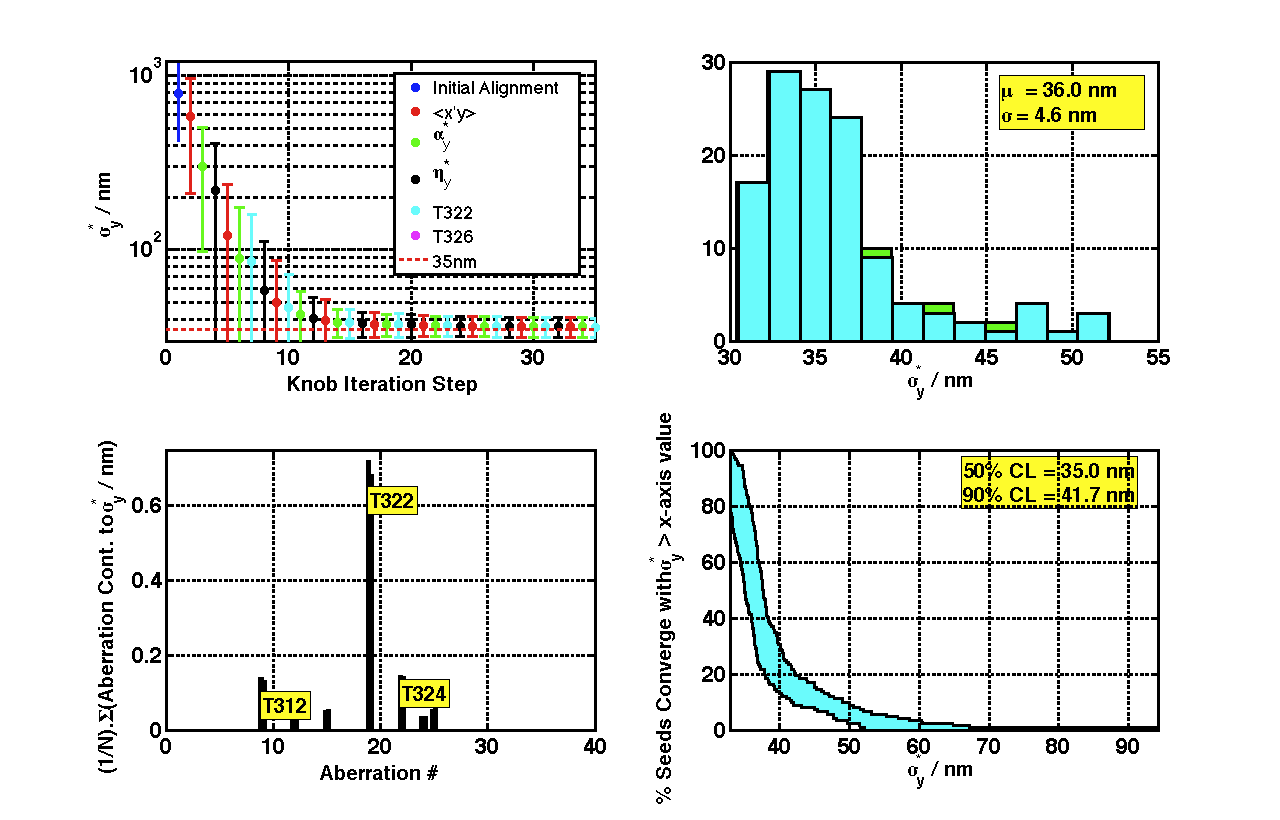 10^3
10^2
σ*y / nm
Initial Alignment
<x'y>
α*y
η*y
T322
T326
35nm
0 10 20 30
Knob Iteration Step
30
20
10
0
μ = 36.0 nm
σ = 4.6 nm
30 35 40 45 50 55
σ*y / nm
(1/N).Σ(Aberration Cont. to σ*y / nm)
0.6
0.4
0.2
0
T322
T312
T324
0 10 20 30 40
Aberration #
% Seeds Converge with σ*y > x-axis value
100
80
60
40
20
0
50% CL = 35.0 nm
90% CL = 41.7 nm
40 50 60 70 80 90
σ*y / nm